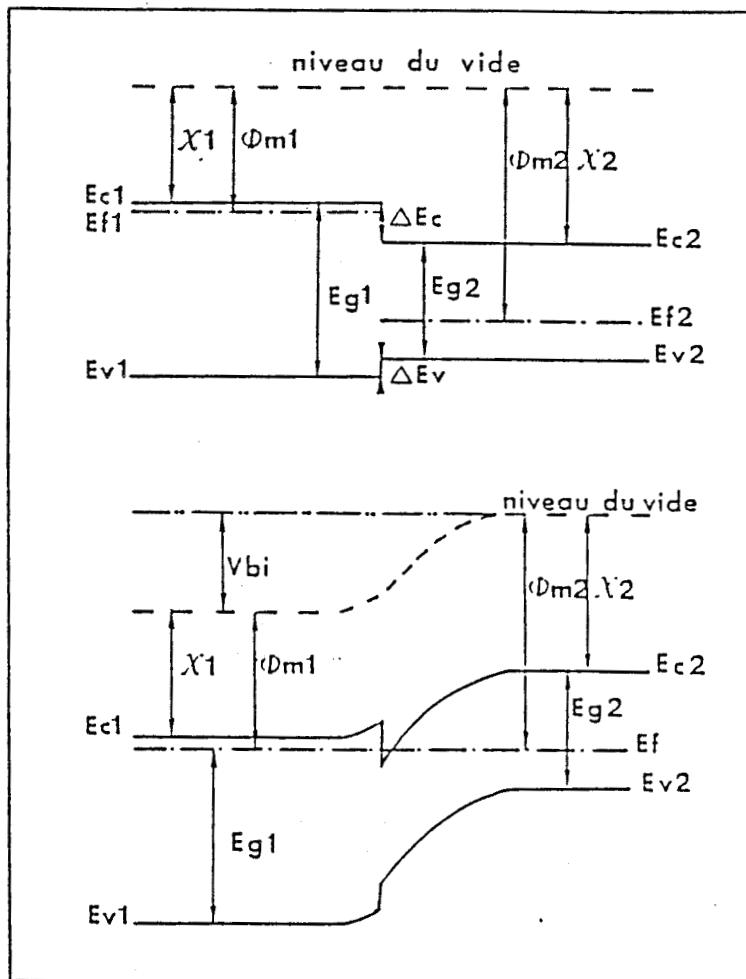 niveau du vide
χ1 Φm1 Φm2 χ2
Ec1
Ef1
ΔEc
Ec2
Eg1 Eg2
Ef2
Ev1
ΔEv
Ev2
niveau du vide
Vbi
χ1 Φm1 Φm2 χ2
Ec1
Ec2
Eg2
Ef
Ev2
Eg1
Ev1